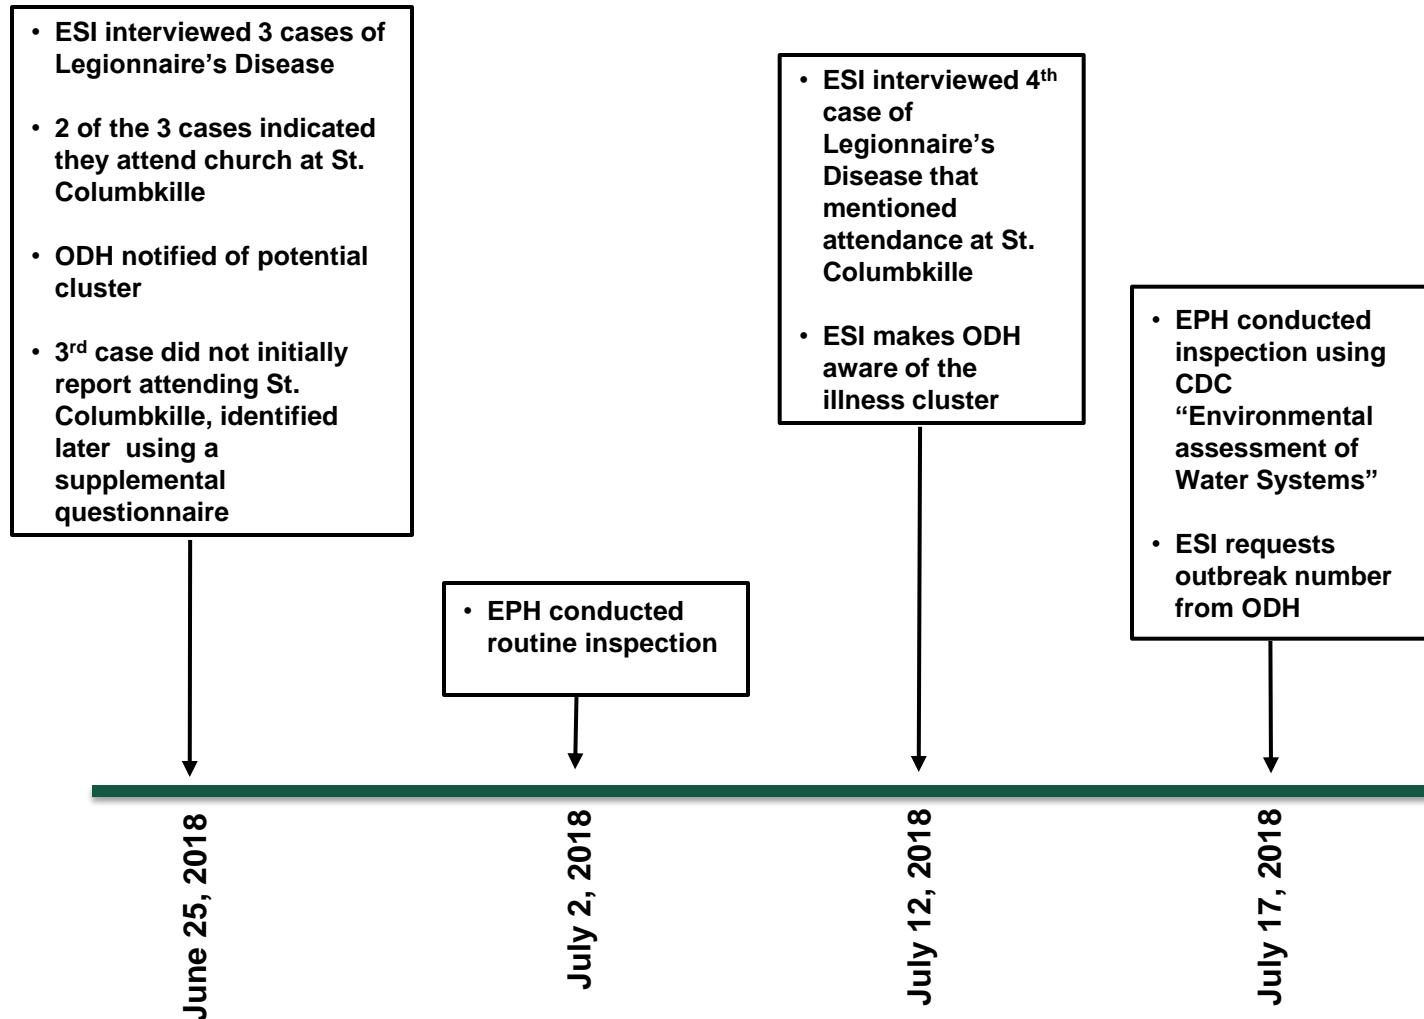 • ESI interviewed 3 cases of
Legionnaire’s Disease
• 2 of the 3 cases indicated
they attend church at St.
Columbkille
• ODH notified of potential
cluster
• 3rd case did not initially
report attending St.
Columbkille, identified
later using a
supplemental
questionnaire
• EPH conducted
routine inspection
• ESI interviewed 4th
case of
Legionnaire’s
Disease that
mentioned
attendance at St.
Columbkille
• ESI makes ODH
aware of the
illness cluster
• EPH conducted
inspection using
CDC
“Environmental
assessment of
Water Systems”
• ESI requests
outbreak number
from ODH
June 25, 2018
July 2, 2018
July 12, 2018
July 17, 2018